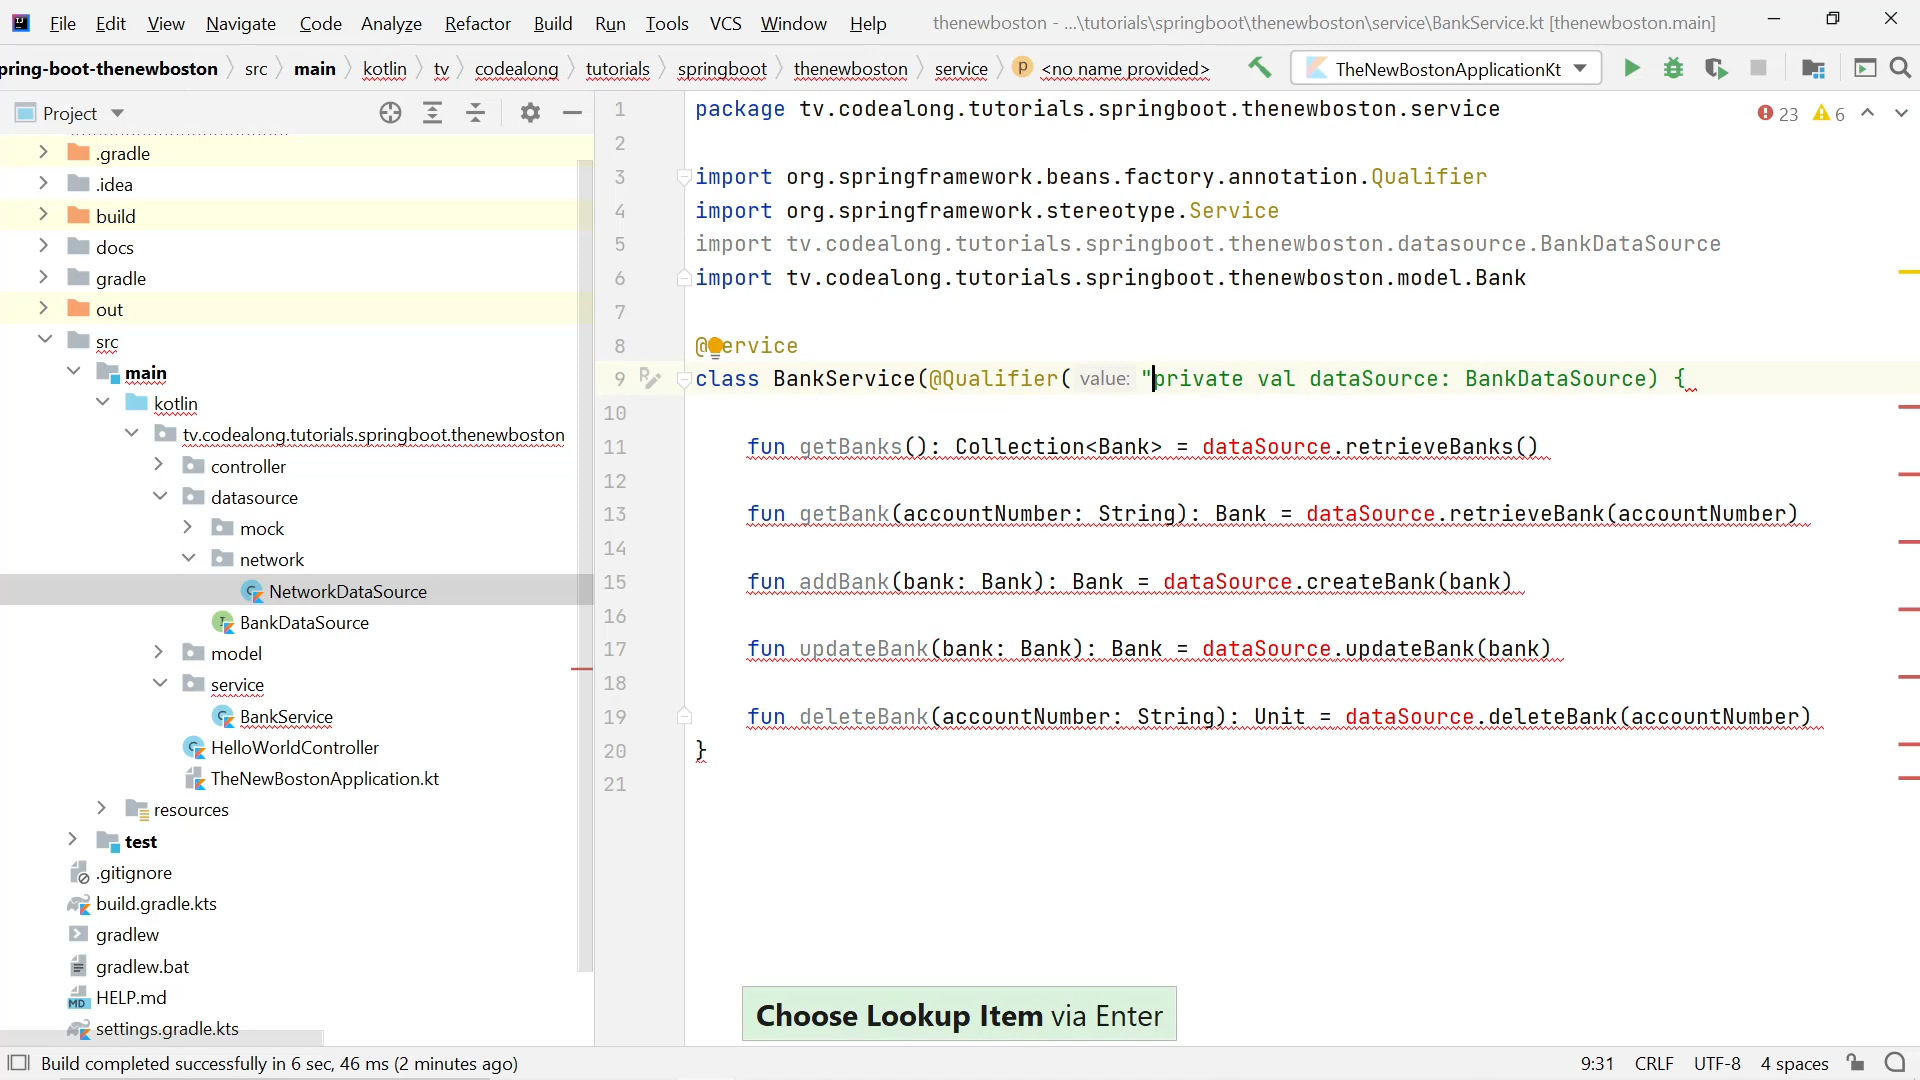 File Edit View Navigate Code Analyze Refactor Build Run Tools VCS Window Help thenewboston - ...\tutorials\springboot\thenewboston\service\BankService.kt [thenewboston.main]
pring-boot-thenewboston src main kotlin tv codealong tutorials springboot thenewboston service p <no name provided> TheNewBostonApplicationKt
Project
.gradle
.idea
build
docs
gradle
out
src
main
kotlin
tv.codealong.tutorials.springboot.thenewboston
controller
datasource
mock
network
NetworkDataSource
BankDataSource
model
service
BankService
HelloWorldController
TheNewBostonApplication.kt
resources
test
.gitignore
build.gradle.kts
gradlew
gradlew.bat
HELP.md
settings.gradle.kts
23 6
1 package tv.codealong.tutorials.springboot.thenewboston.service
2
3 import org.springframework.beans.factory.annotation.Qualifier
4 import org.springframework.stereotype.Service
5 import tv.codealong.tutorials.springboot.thenewboston.datasource.BankDataSource
6 import tv.codealong.tutorials.springboot.thenewboston.model.Bank
7
8 @Service
9 class BankService(@Qualifier( value: "private val dataSource: BankDataSource) {
10
11 fun getBanks(): Collection<Bank> = dataSource.retrieveBanks()
12
13 fun getBank(accountNumber: String): Bank = dataSource.retrieveBank(accountNumber)
14
15 fun addBank(bank: Bank): Bank = dataSource.createBank(bank)
16
17 fun updateBank(bank: Bank): Bank = dataSource.updateBank(bank)
18
19 fun deleteBank(accountNumber: String): Unit = dataSource.deleteBank(accountNumber)
20 }
21
Choose Lookup Item via Enter
Build completed successfully in 6 sec, 46 ms (2 minutes ago) 9:31 CRLF UTF-8 4 spaces